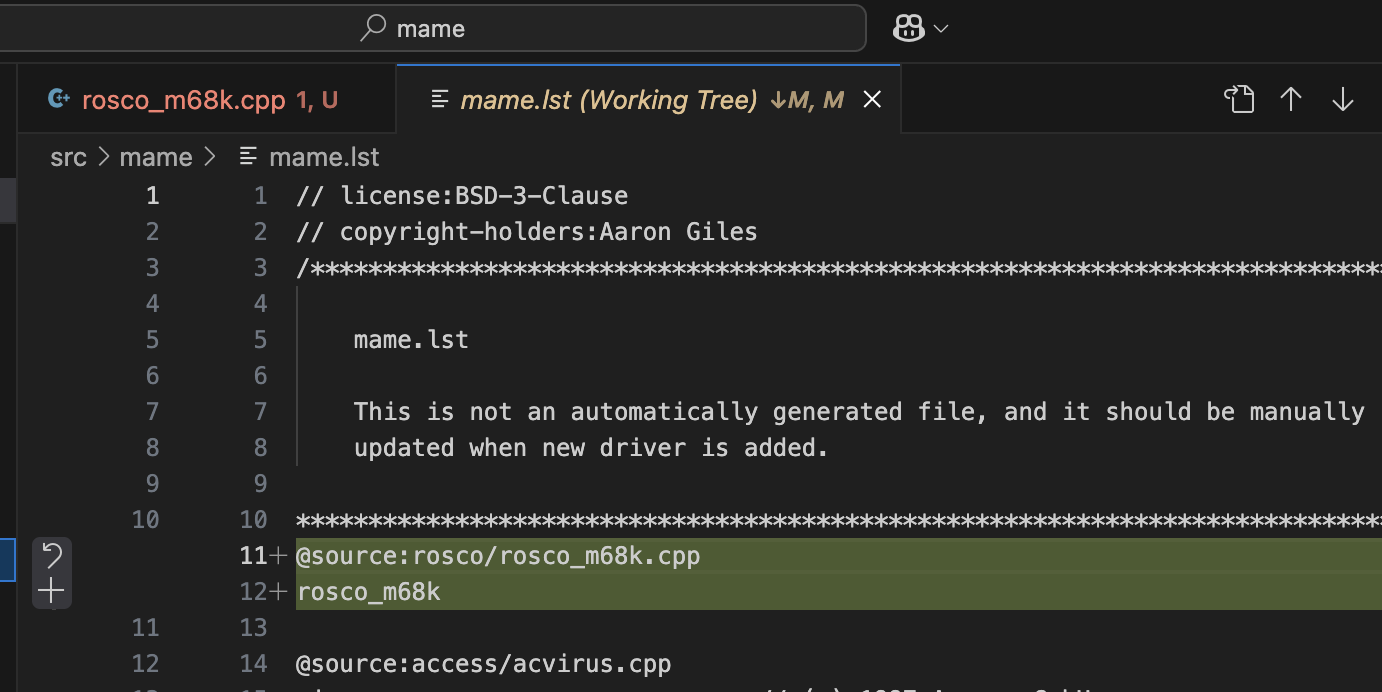 mame
rosco_m68k.cpp 1, U
mame.lst (Working Tree) ↓M, M
src > mame > mame.lst
1 1 // license:BSD-3-Clause
2 2 // copyright-holders:Aaron Giles
3 3 /***************************************************************************
4 4
5 5 mame.lst
6 6
7 7 This is not an automatically generated file, and it should be manually
8 8 updated when new driver is added.
9 9
10 10 ***************************************************************************
11+ @source:rosco/rosco_m68k.cpp
12+ rosco_m68k
11 13
12 14 @source:access/acvirus.cpp